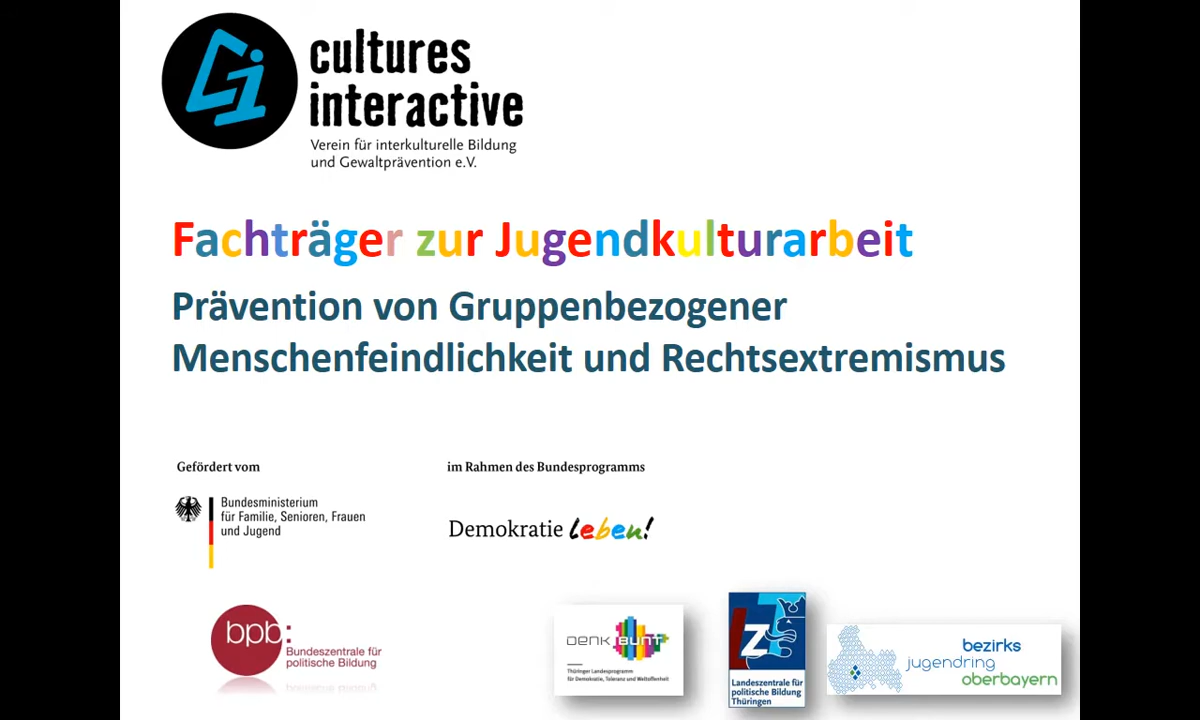 cultures
interactive
Verein für interkulturelle Bildung
und Gewaltprävention e.V.
Fachträger zur Jugendkulturarbeit
Prävention von Gruppenbezogener
Menschenfeindlichkeit und Rechtsextremismus
Gefördert vom
Bundesministerium
für Familie, Senioren, Frauen
und Jugend
im Rahmen des Bundesprogramms
Demokratie leben!
bpb:
Bundeszentrale für
politische Bildung
DENK BUNT
Thüringer Landesprogramm
für Demokratie, Toleranz und Weltoffenheit
LZT
Landeszentrale für
politische Bildung
Thüringen
bezirks
jugendring
oberbayern